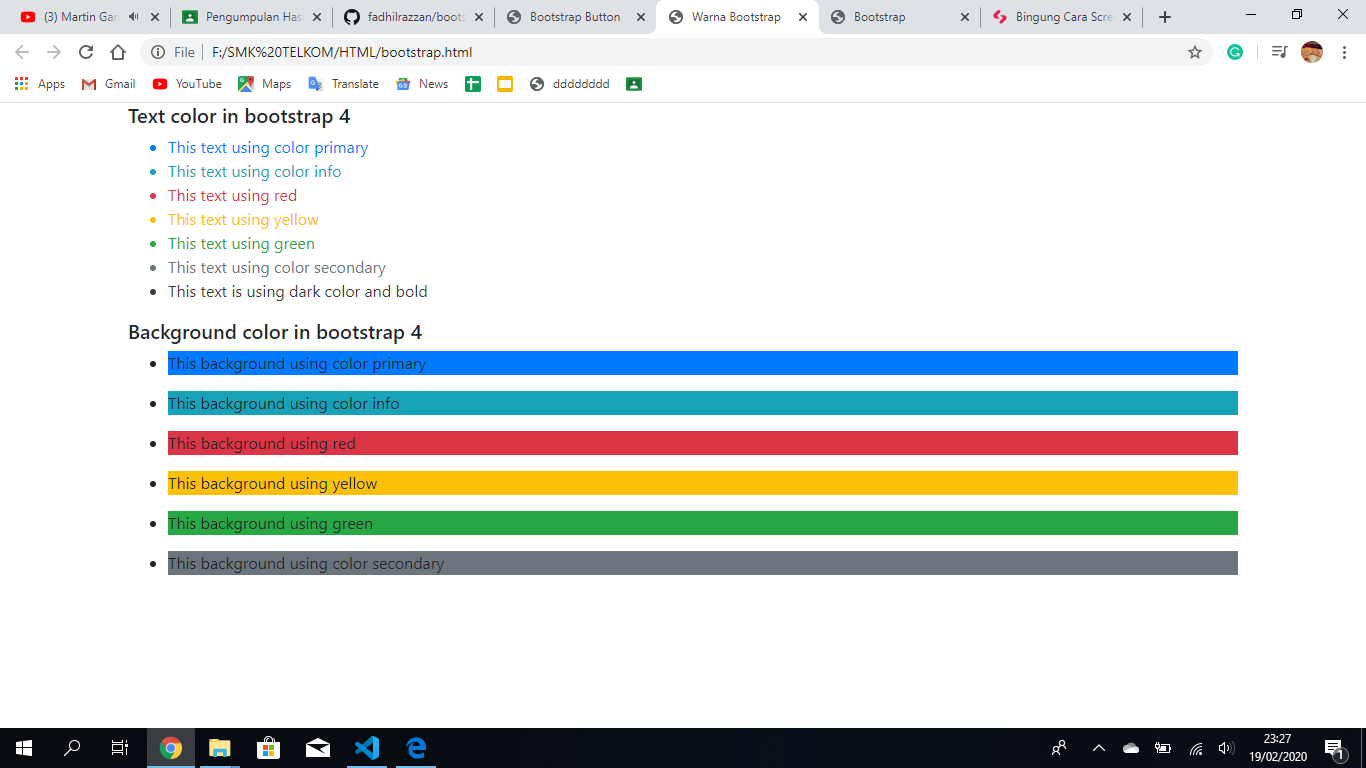 (3) Martin Gar
Pengumpulan Has
fadhilrazzan/boots
Bootstrap Button
Warna Bootstrap
Bootstrap
Bingung Cara Scre
File
F:/SMK%20TELKOM/HTML/bootstrap.html
Apps
Gmail
YouTube
Maps
Translate
News
dddddddd
Text color in bootstrap 4
This text using color primary
This text using color info
This text using red
This text using yellow
This text using green
This text using color secondary
This text is using dark color and bold
Background color in bootstrap 4
This background using color primary
This background using color info
This background using red
This background using yellow
This background using green
This background using color secondary
23:27
19/02/2020
1